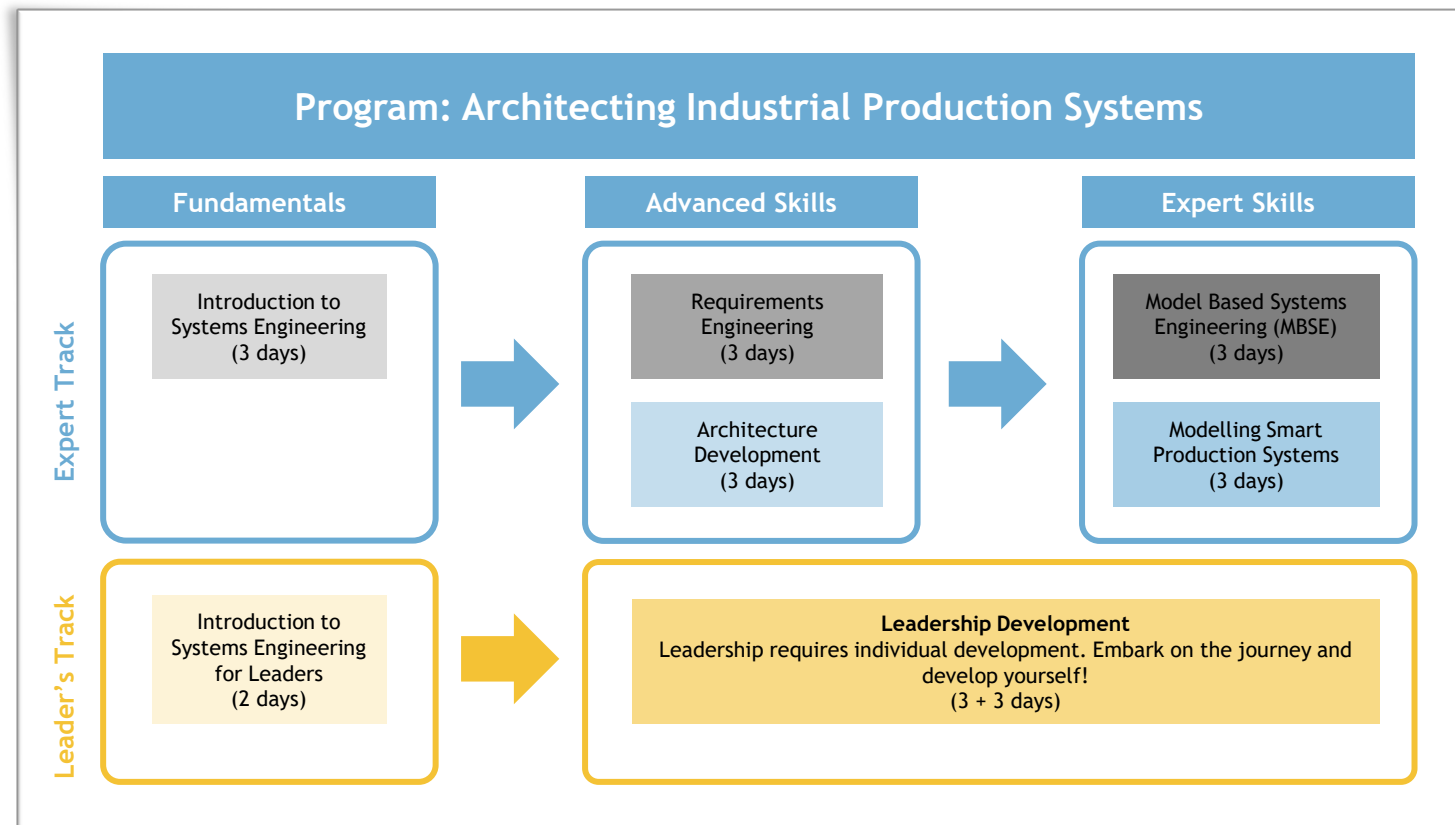 Program: Architecting Industrial Production Systems
Fundamentals
Advanced Skills
Expert Skills
Expert Track
Introduction to
Systems Engineering
(3 days)
Requirements
Engineering
(3 days)
Architecture
Development
(3 days)
Model Based Systems
Engineering (MBSE)
(3 days)
Modelling Smart
Production Systems
(3 days)
Leader's Track
Introduction to
Systems Engineering
for Leaders
(2 days)
Leadership Development
Leadership requires individual development. Embark on the journey and
develop yourself!
(3 + 3 days)